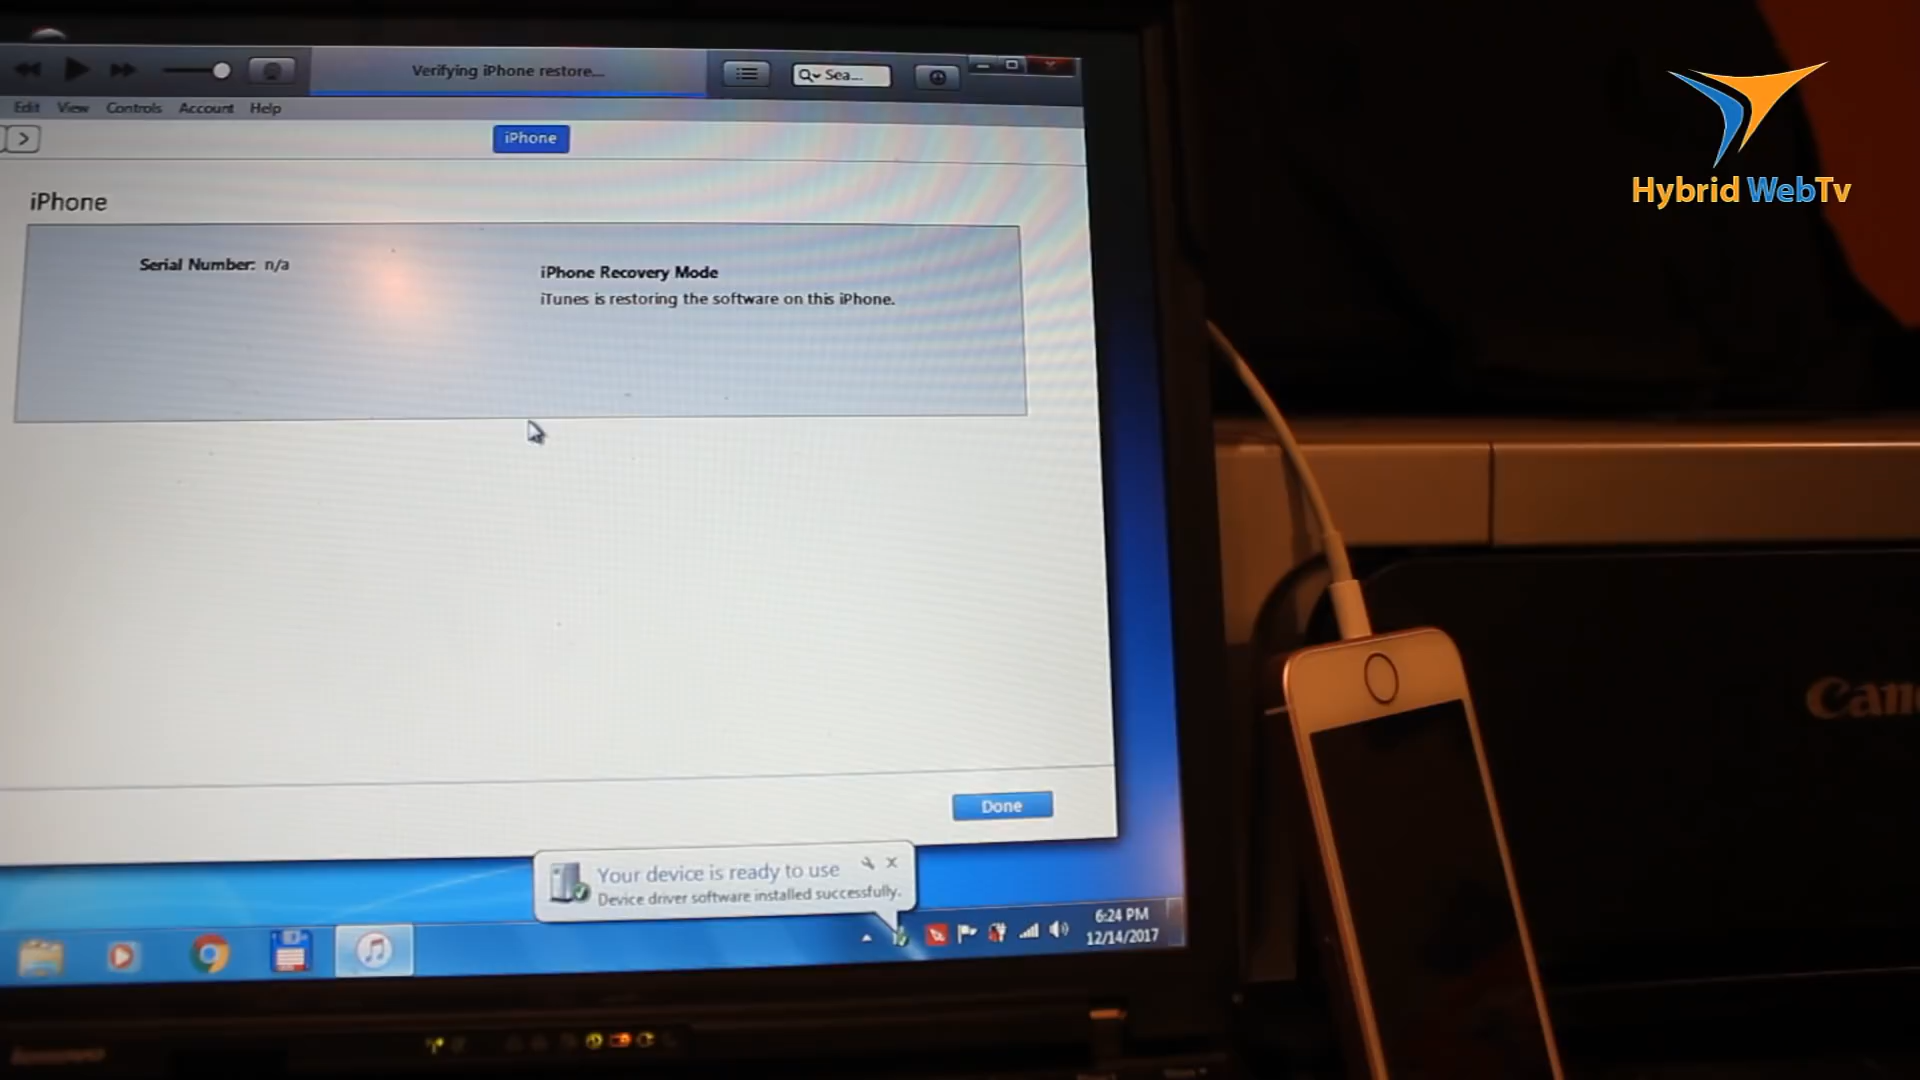 Verifying iPhone restore...
Sea...
Edit View Controls Account Help
iPhone
iPhone
Serial Number: n/a
iPhone Recovery Mode
iTunes is restoring the software on this iPhone.
Done
Your device is ready to use
Device driver software installed successfully.
6:24 PM
12/14/2017
Hybrid WebTv
Can